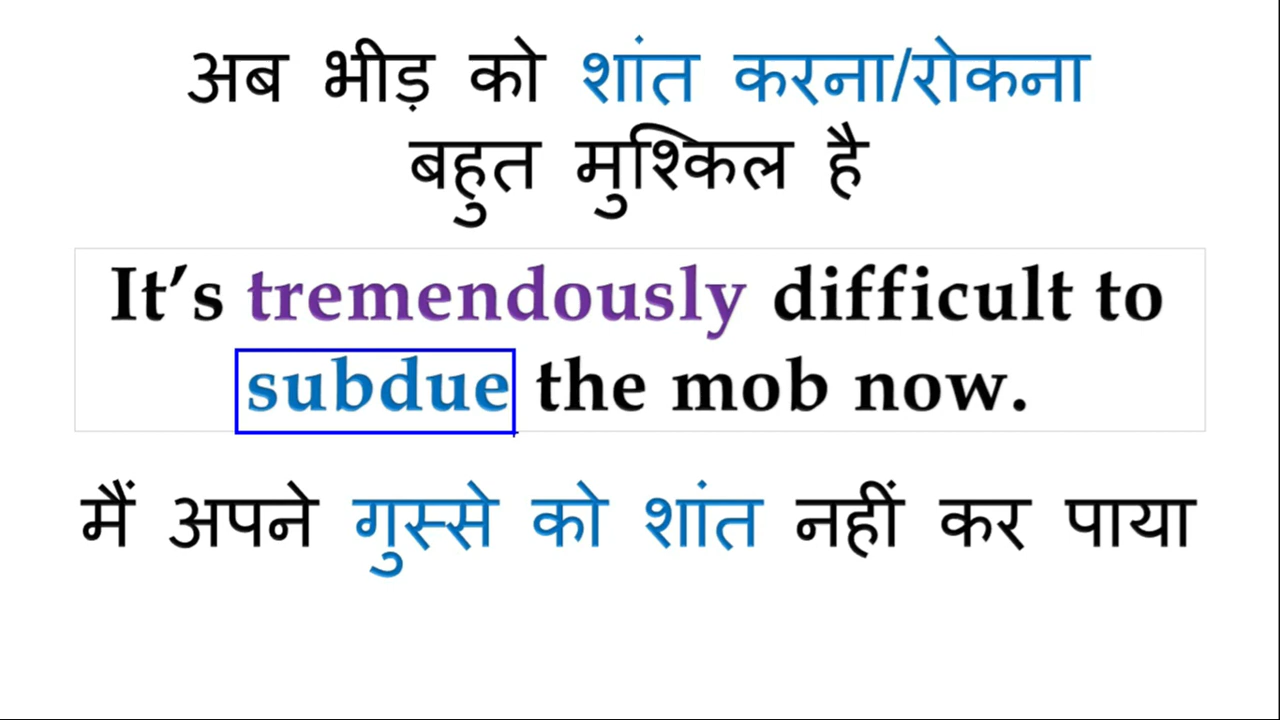 अब भीड़ को शांत करना/रोकना
बहुत मुश्किल है
It's tremendously difficult to
subdue the mob now.
मैं अपने गुस्से को शांत नहीं कर पाया